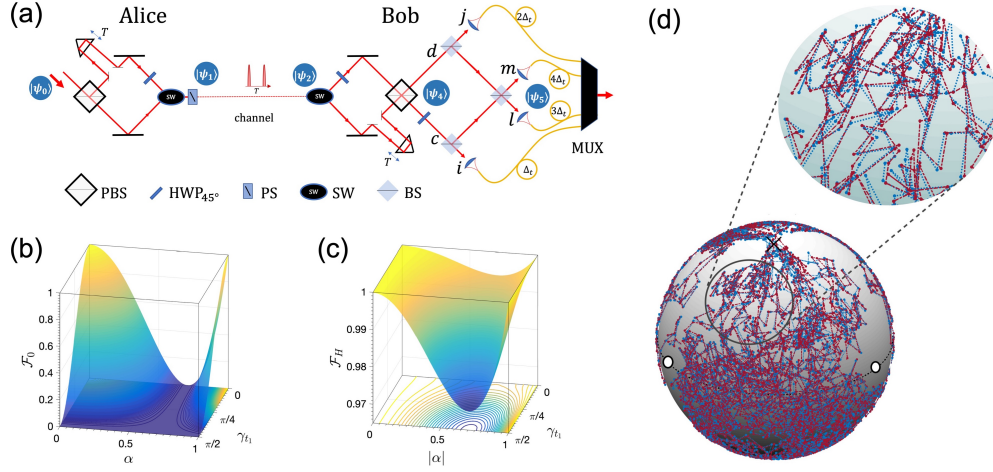 (a)
Alice
Bob
(d)
T
|ψ₀⟩
|ψ₁⟩
SW
PS
T
channel
|ψ₂⟩
SW
T
d
c
|ψ₄⟩
|ψ₅⟩
j
m
l
i
2Δₜ
4Δₜ
3Δₜ
Δₜ
MUX
PBS
HWP₄₅°
PS
SW
SW
BS
(b)
(c)
1
0.8
0.6
0.4
0.2
0
ℱ₀
0
0.5
1
α
π/2
π/4
0
γₜ₁
1
0.99
0.98
0.97
ℱ_H
0
0.5
1
|α|
π/2
π/4
0
γₜ₁